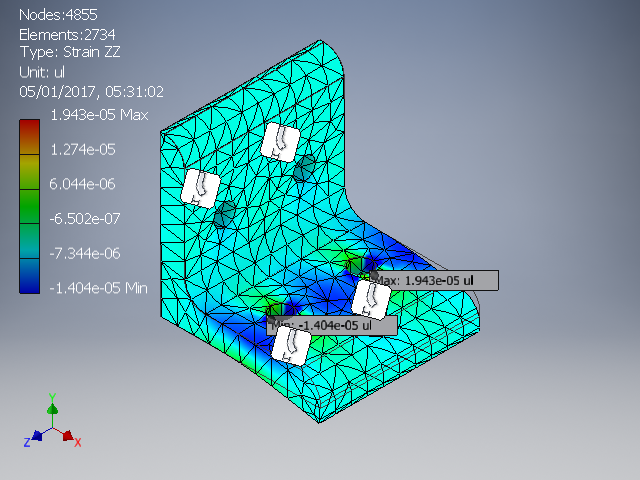 Nodes:4855
Elements:2734
Type: Strain ZZ
Unit: ul
05/01/2017, 05:31:02
1.943e-05 Max
1.274e-05
6.044e-06
-6.502e-07
-7.344e-06
-1.404e-05 Min
Max: 1.943e-05 ul
Min: -1.404e-05 ul
Y
Z
X